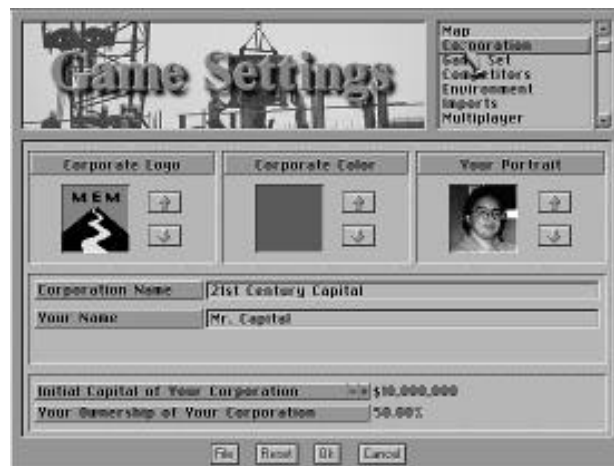 Game Settings
Map
Corporation
Game Set
Competitors
Environment
Imports
Multiplayer
Corporate Logo
Corporate Color
Your Portrait
MEM
Corporation Name
21st Century Capital
Your Name
Mr. Capital
Initial Capital of Your Corporation
$10,000,000
Your Ownership of Your Corporation
50.00%
File
Reset
Ok
Cancel